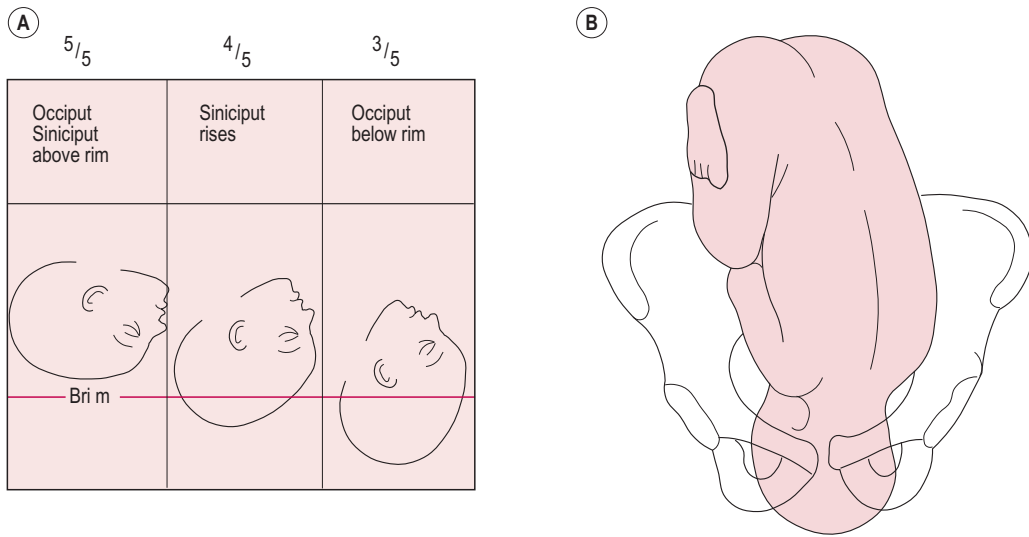 A
5/5
4/5
3/5
Occiput
Siniciput
above rim
Siniciput
rises
Occiput
below rim
Bri m
B